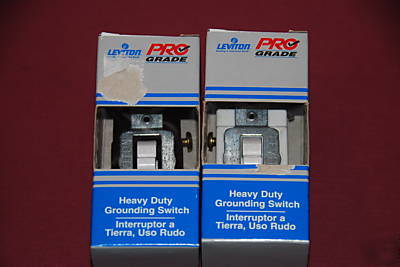 LEVITON
PRO
GRADE
Heavy Duty
Grounding Switch
Interruptor a
Tierra, Uso Rudo
LEVITON
PRO
GRADE
Heavy Duty
Grounding Switch
Interruptor a
Tierra, Uso Rudo